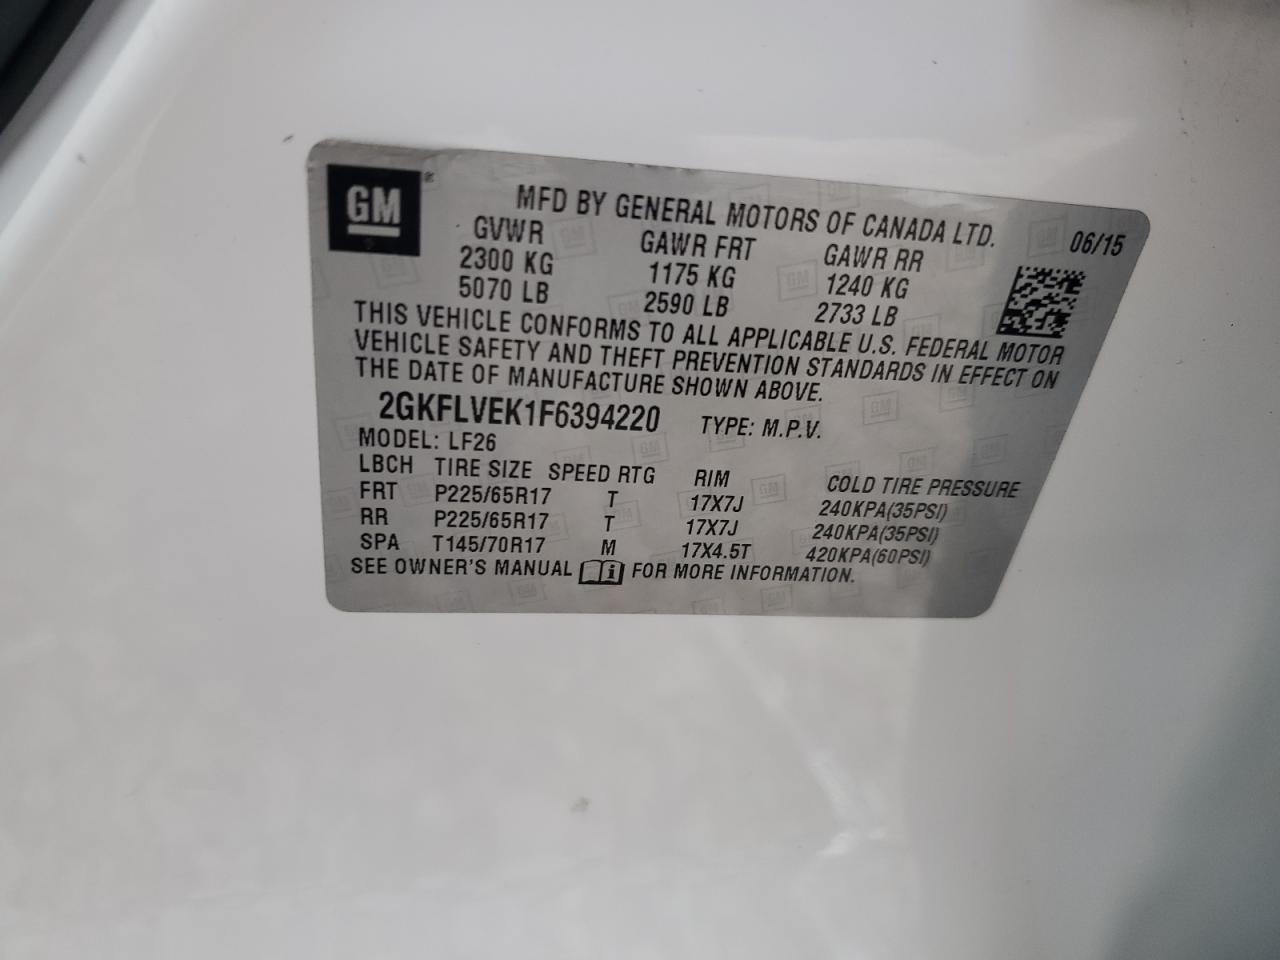 GM ®
MFD BY GENERAL MOTORS OF CANADA LTD.
GVWR GAWR FRT GAWR RR 06/15
2300 KG 1175 KG 1240 KG
5070 LB 2590 LB 2733 LB
THIS VEHICLE CONFORMS TO ALL APPLICABLE U.S. FEDERAL MOTOR
VEHICLE SAFETY AND THEFT PREVENTION STANDARDS IN EFFECT ON
THE DATE OF MANUFACTURE SHOWN ABOVE.
2GKFLVEK1F6394220 TYPE: M.P.V.
MODEL: LF26
LBCH TIRE SIZE SPEED RTG RIM COLD TIRE PRESSURE
FRT P225/65R17 T 17X7J 240KPA(35PSI)
RR P225/65R17 T 17X7J 240KPA(35PSI)
SPA T145/70R17 M 17X4.5T 420KPA(60PSI)
SEE OWNER'S MANUAL i FOR MORE INFORMATION.